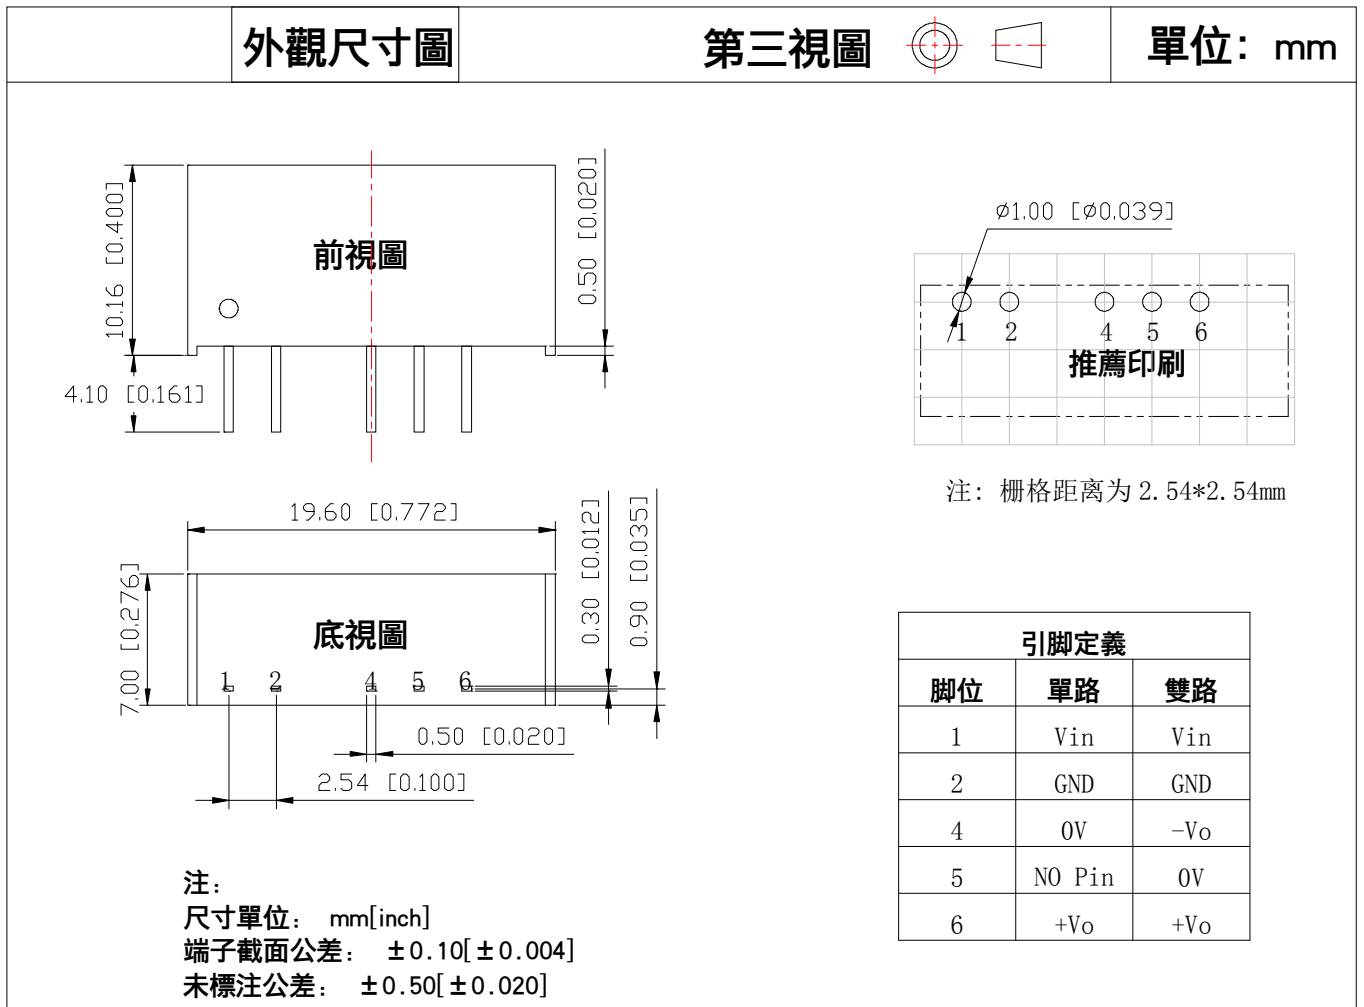 外觀尺寸圖
第三視圖
單位：mm
10.16 [0.400]
前視圖
0.50 [0.020]
4.10 [0.161]
ø1.00 [ø0.039]
1 2 4 5 6
推薦印刷
注: 栅格距离为 2.54*2.54mm
19.60 [0.772]
7.00 [0.276]
底視圖
0.30 [0.012]
0.90 [0.035]
1 2 4 5 6
0.50 [0.020]
2.54 [0.100]
引脚定義
脚位 單路 雙路
1 Vin Vin
2 GND GND
4 0V -Vo
5 NO Pin 0V
6 +Vo +Vo
注：
尺寸單位： mm[inch]
端子截面公差： ±0.10[±0.004]
未標注公差： ±0.50[±0.020]